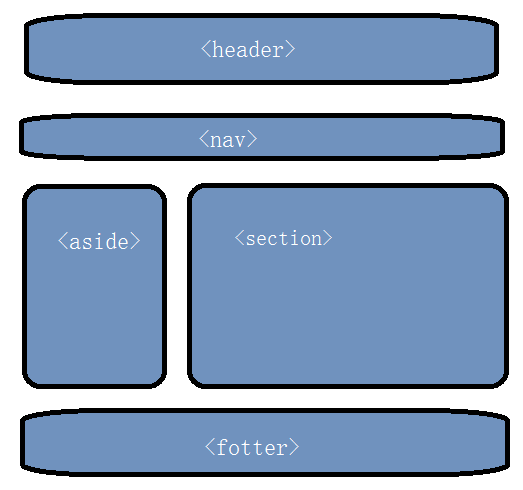 <header>
<nav>
<aside>
<section>
<fotter>